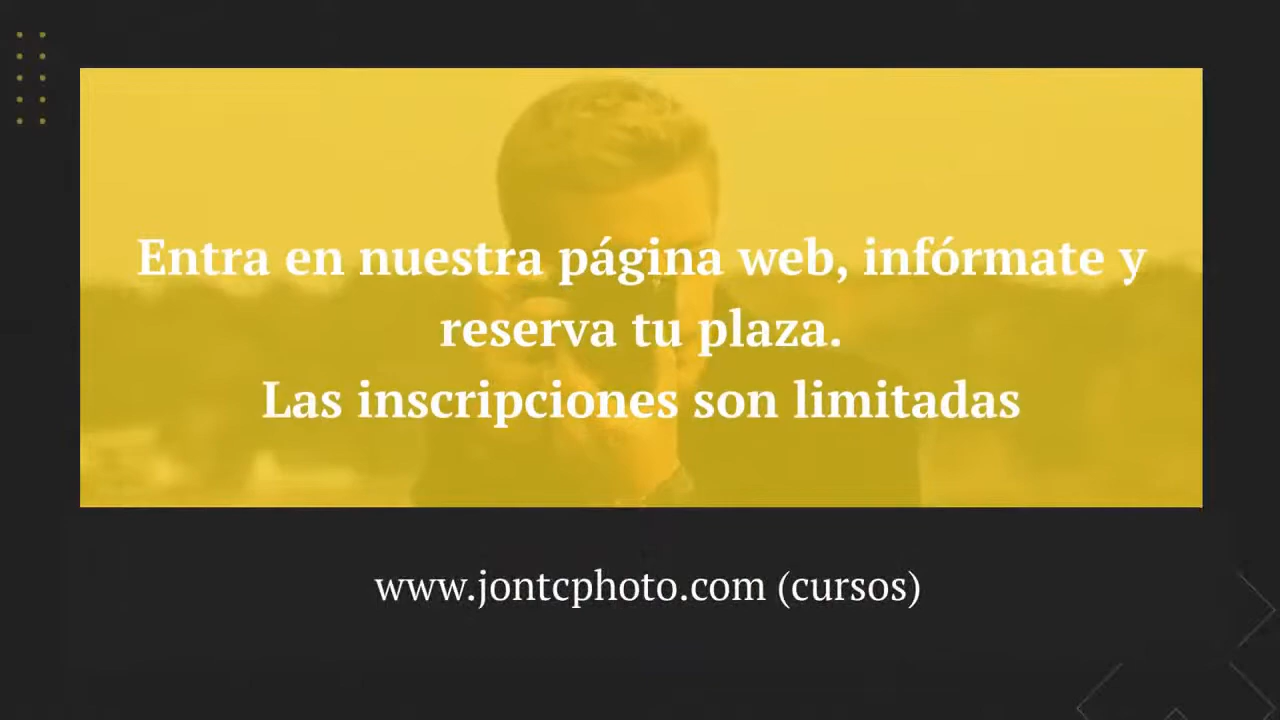 Entra en nuestra página web, infórmate y
reserva tu plaza.
Las inscripciones son limitadas
www.jontcphoto.com (cursos)